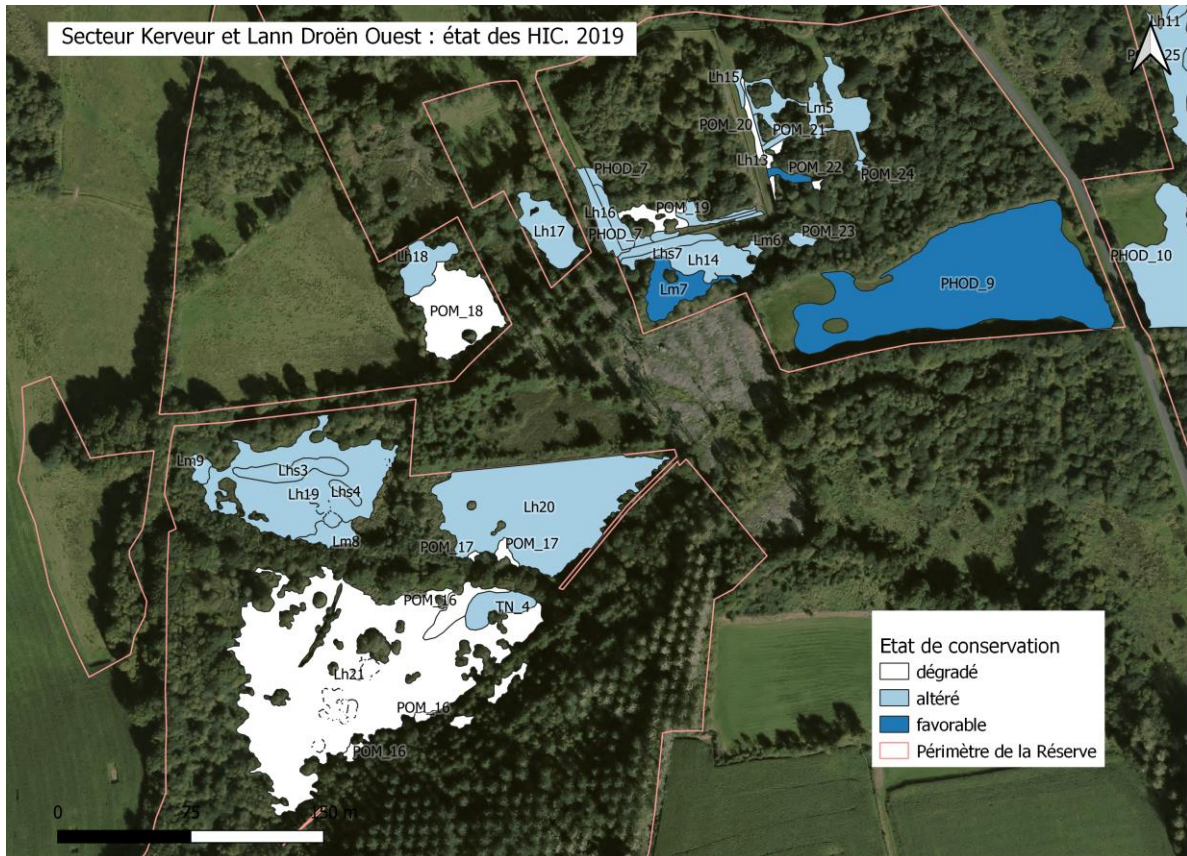 Secteur Kerveur et Lann Droën Ouest : état des HIC. 2019
Lh11
Lh15
Lm5
POM_20
POM_21
Lh13
POM_22
POM_24
PHOD_7
Lh16
POM_19
PHOD_7
Lh17
Lm6
POM_23
Lhs7
Lh14
Lh18
Lm7
PHOD_9
PHOD_10
POM_18
Lm9
Lhs3
Lh19
Lhs4
Lm8
Lh20
POM_17
POM_17
POM_16
TN_4
Lh21
POM_16
POM_16
Etat de conservation
dégradé
altéré
favorable
Périmètre de la Réserve
0 75 150 m